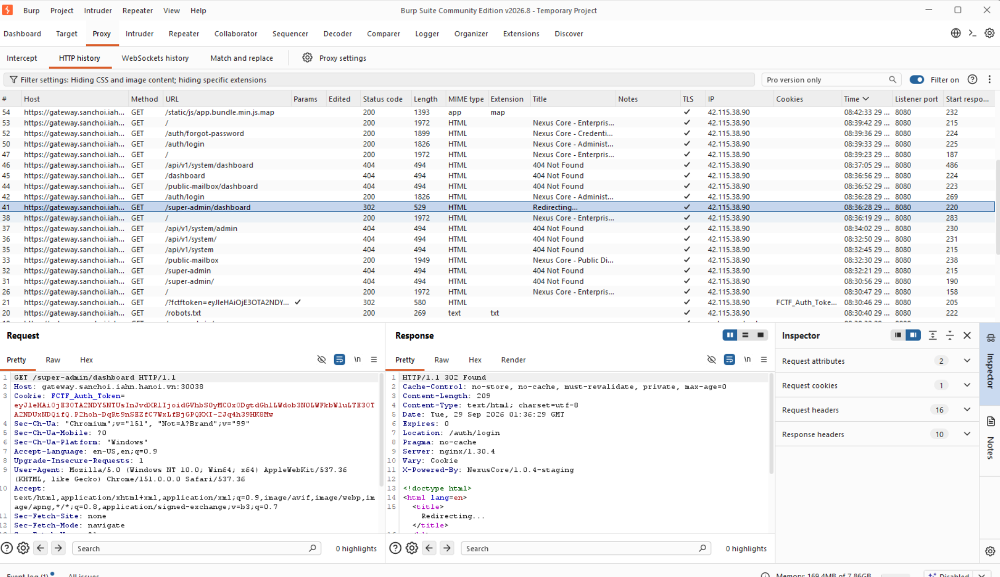 Burp Project Intruder Repeater View Help Burp Suite Community Edition v2026.8 - Temporary Project
Dashboard Target Proxy Intruder Repeater Collaborator Sequencer Decoder Comparer Logger Organizer Extensions Discover
Intercept HTTP history WebSockets history Match and replace Proxy settings
Filter settings: Hiding CSS and image content; hiding specific extensions Pro version only Filter on
# Host Method URL Params Edited Status code Length MIME type Extension Title Notes TLS IP Cookies Time Listener port Start respo...
54 https://gateway.sanchoi.iah... GET /static/js/app.bundle.min.js.map 200 1393 app map ✓ 42.115.38.90 08:42:33 29 ... 8080 232
53 https://gateway.sanchoi.iah... GET / 200 1972 HTML Nexus Core - Enterpris... ✓ 42.115.38.90 08:39:42 29 ... 8080 215
52 https://gateway.sanchoi.iah... GET /auth/forgot-password 200 1899 HTML Nexus Core - Credenti... ✓ 42.115.38.90 08:39:36 29 ... 8080 224
50 https://gateway.sanchoi.iah... GET /auth/login 200 1826 HTML Nexus Core - Administ... ✓ 42.115.38.90 08:39:33 29 ... 8080 225
47 https://gateway.sanchoi.iah... GET / 200 1972 HTML Nexus Core - Enterpris... ✓ 42.115.38.90 08:39:23 29 ... 8080 187
46 https://gateway.sanchoi.iah... GET /api/v1/system/dashboard 404 494 HTML 404 Not Found ✓ 42.115.38.90 08:37:05 29 ... 8080 486
45 https://gateway.sanchoi.iah... GET /dashboard 404 494 HTML 404 Not Found ✓ 42.115.38.90 08:36:56 29 ... 8080 224
44 https://gateway.sanchoi.iah... GET /public-mailbox/dashboard 404 494 HTML 404 Not Found ✓ 42.115.38.90 08:36:52 29 ... 8080 223
42 https://gateway.sanchoi.iah... GET /auth/login 200 1826 HTML Nexus Core - Administ... ✓ 42.115.38.90 08:36:28 29 ... 8080 269
41 https://gateway.sanchoi.iah... GET /super-admin/dashboard 302 529 HTML Redirecting... ✓ 42.115.38.90 08:36:28 29 ... 8080 220
38 https://gateway.sanchoi.iah... GET / 200 1972 HTML Nexus Core - Enterpris... ✓ 42.115.38.90 08:36:19 29 ... 8080 283
37 https://gateway.sanchoi.iah... GET /api/v1/system/admin 404 494 HTML 404 Not Found ✓ 42.115.38.90 08:34:02 29 ... 8080 230
36 https://gateway.sanchoi.iah... GET /api/v1/system/ 404 494 HTML 404 Not Found ✓ 42.115.38.90 08:32:50 29 ... 8080 231
35 https://gateway.sanchoi.iah... GET /api/v1/system 404 494 HTML 404 Not Found ✓ 42.115.38.90 08:32:45 29 ... 8080 215
33 https://gateway.sanchoi.iah... GET /public-mailbox 200 1949 HTML Nexus Core - Public Di... ✓ 42.115.38.90 08:32:30 29 ... 8080 238
32 https://gateway.sanchoi.iah... GET /super-admin 404 494 HTML 404 Not Found ✓ 42.115.38.90 08:32:21 29 ... 8080 215
31 https://gateway.sanchoi.iah... GET /super-admin/ 404 494 HTML 404 Not Found ✓ 42.115.38.90 08:30:56 29 ... 8080 190
26 https://gateway.sanchoi.iah... GET / 200 1972 HTML Nexus Core - Enterpris... ✓ 42.115.38.90 08:30:47 29 ... 8080 158
21 https://gateway.sanchoi.iah... GET /?fctftoken=eyJleHAiOjE3OTA2NDY... ✓ 302 580 HTML ✓ 42.115.38.90 FCTF_Auth_Toke... 08:30:46 29 ... 8080 205
20 https://gateway.sanchoi.iah... GET /robots.txt 200 269 text txt ✓ 42.115.38.90 08:30:40 29 ... 8080 222
Request
Pretty Raw Hex \n
1 GET /super-admin/dashboard HTTP/1.1
2 Host: gateway.sanchoi.iahn.hanoi.vn:30038
3 Cookie: FCTF_Auth_Token=
eyJleHAiOjE3OTA2NDY5NTUsInJvdXRlIjoidGVhbS0yMC0xODgtdGhlLWdob3N0LWFkbWluLTE3OT
A2NDUxNDQifQ.P2hoh-DqRt9nSEZfC7WxLfBjGPQKXI-2Jq4h39HK8Mw
4 Sec-Ch-Ua: "Chromium";v="151", "Not=A?Brand";v="99"
5 Sec-Ch-Ua-Mobile: ?0
6 Sec-Ch-Ua-Platform: "Windows"
7 Accept-Language: en-US,en;q=0.9
8 Upgrade-Insecure-Requests: 1
9 User-Agent: Mozilla/5.0 (Windows NT 10.0; Win64; x64) AppleWebKit/537.36
(KHTML, like Gecko) Chrome/151.0.0.0 Safari/537.36
10 Accept:
text/html,application/xhtml+xml,application/xml;q=0.9,image/avif,image/webp,im
age/apng,*/*;q=0.8,application/signed-exchange;v=b3;q=0.7
11 Sec-Fetch-Site: none
12 Sec-Fetch-Mode: navigate
Search 0 highlights
Response
Pretty Raw Hex Render \n
1 HTTP/1.1 302 Found
2 Cache-Control: no-store, no-cache, must-revalidate, private, max-age=0
3 Content-Length: 209
4 Content-Type: text/html; charset=utf-8
5 Date: Tue, 29 Sep 2026 01:36:29 GMT
6 Expires: 0
7 Location: /auth/login
8 Pragma: no-cache
9 Server: nginx/1.30.4
10 Vary: Cookie
11 X-Powered-By: NexusCore/1.0.4-staging
12
13 <!doctype html>
14 <html lang=en>
15 <title>
Redirecting...
</title>
Search 0 highlights
Inspector
Request attributes 2
Request cookies 1
Request headers 16
Response headers 10
Inspector
Notes
Event log (1) All issues Memory: 169.4MB of 7.86GB Disabled